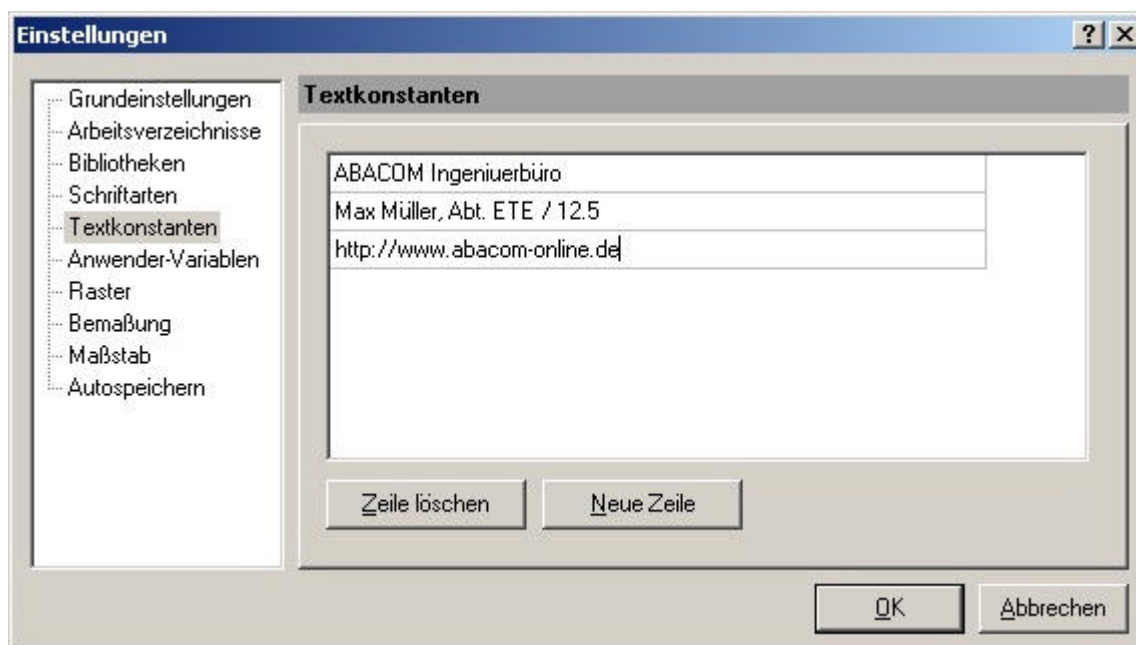 Einstellungen
Grundeinstellungen
Arbeitsverzeichnisse
Bibliotheken
Schriftarten
Textkonstanten
Anwender-Variablen
Raster
Bemaßung
Maßstab
Autospeichern
Textkonstanten
ABACOM Ingeniuerbüro
Max Müller, Abt. ETE / 12.5
http://www.abacom-online.de
Zeile löschen
Neue Zeile
OK
Abbrechen